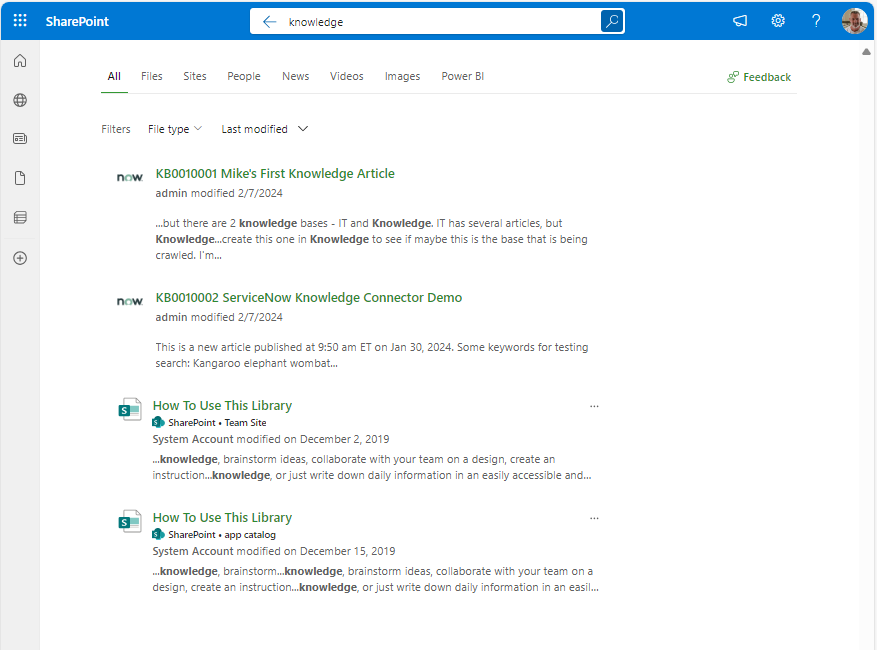 SharePoint
knowledge
?
All Files Sites People News Videos Images Power BI
Feedback
Filters File type Last modified
now.
KB0010001 Mike's First Knowledge Article
admin modified 2/7/2024
...but there are 2 knowledge bases - IT and Knowledge. IT has several articles, but
Knowledge...create this one in Knowledge to see if maybe this is the base that is being
crawled. I'm...
now.
KB0010002 ServiceNow Knowledge Connector Demo
admin modified 2/7/2024
This is a new article published at 9:50 am ET on Jan 30, 2024. Some keywords for testing
search: Kangaroo elephant wombat...
S
How To Use This Library
...
S
SharePoint • Team Site
System Account modified on December 2, 2019
...knowledge, brainstorm ideas, collaborate with your team on a design, create an
instruction...knowledge, or just write down daily information in an easily accessible and...
S
How To Use This Library
...
S
SharePoint • app catalog
System Account modified on December 15, 2019
...knowledge, brainstorm...knowledge, brainstorm ideas, collaborate with your team on a
design, create an instruction...knowledge, or just write down daily information in an easil...